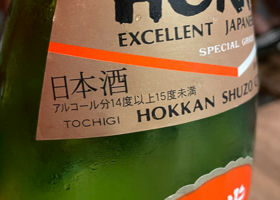 EXCELLENT JAPANE
SPECIAL GRA
日本酒
アルコール分14度以上15度未満
TOCHIGI HOKKAN SHUZO C